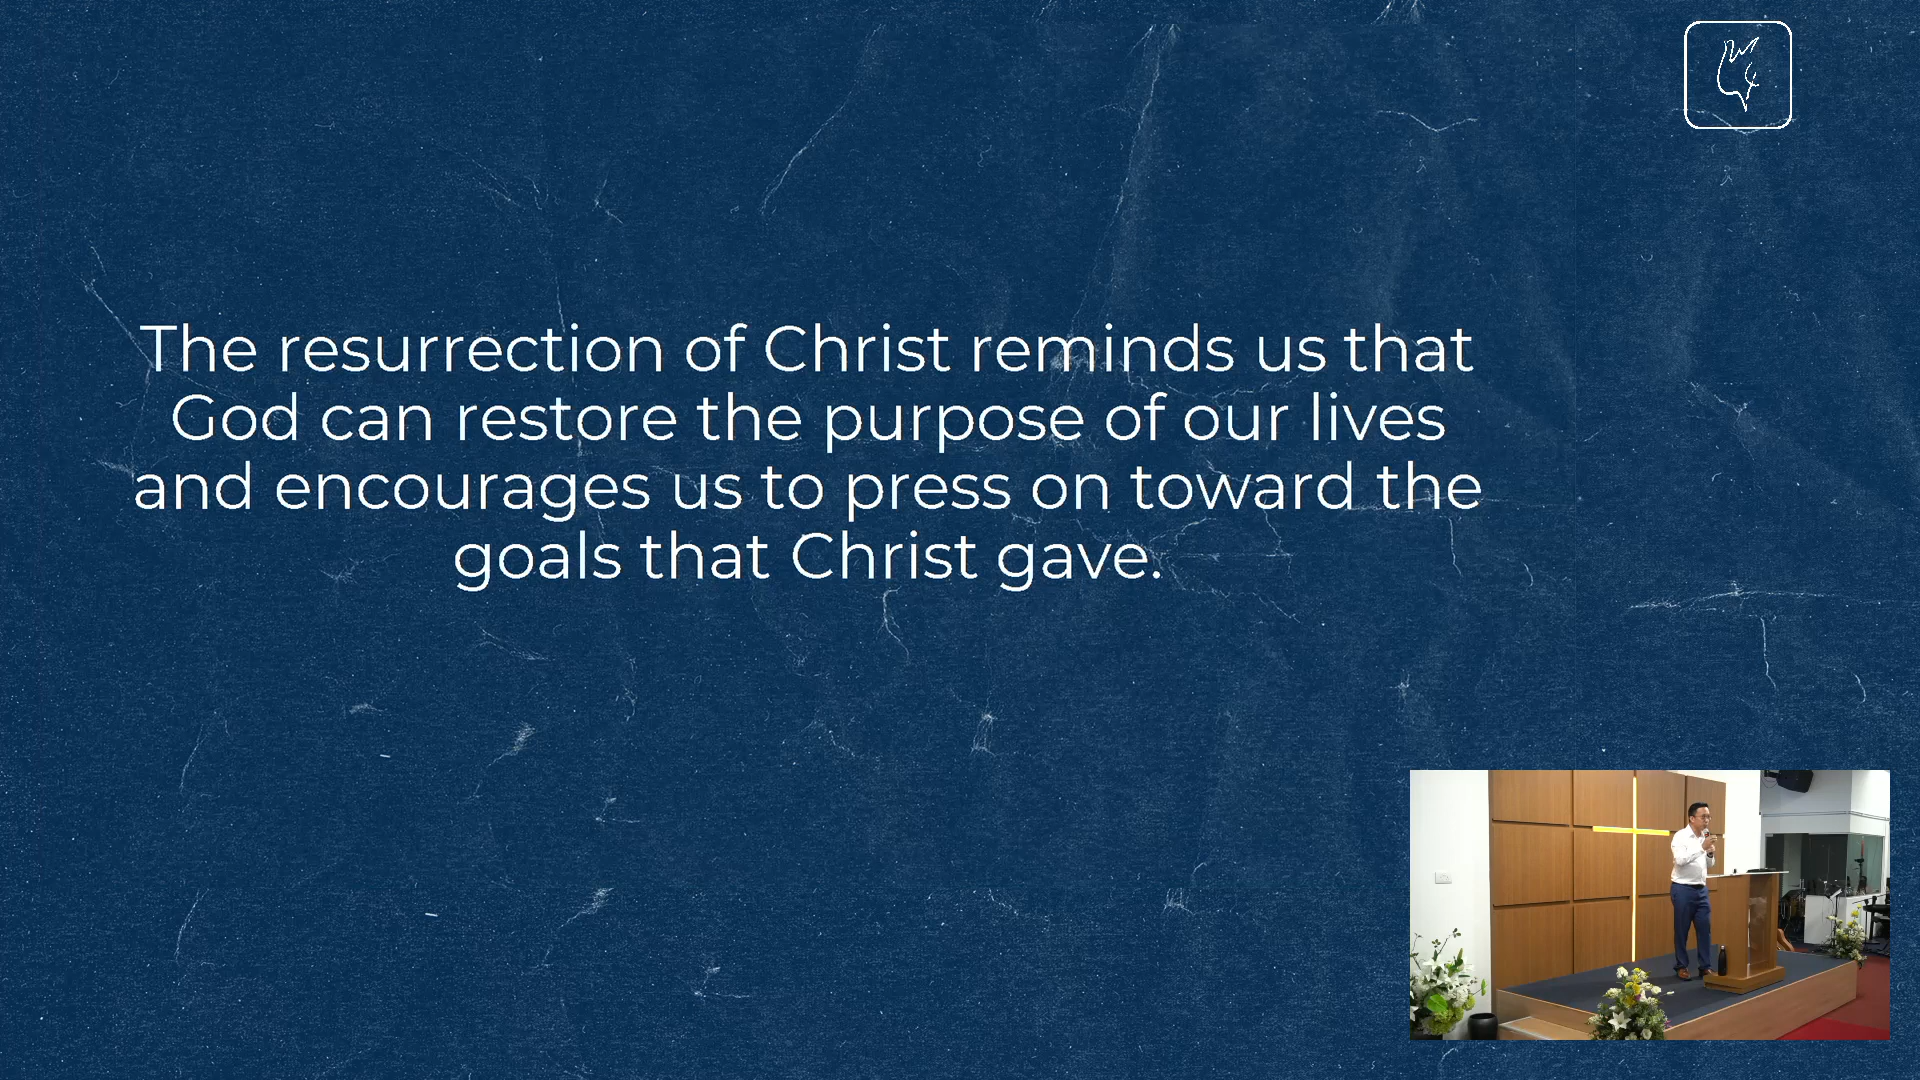 The resurrection of Christ reminds us that
God can restore the purpose of our lives
and encourages us to press on toward the
goals that Christ gave.